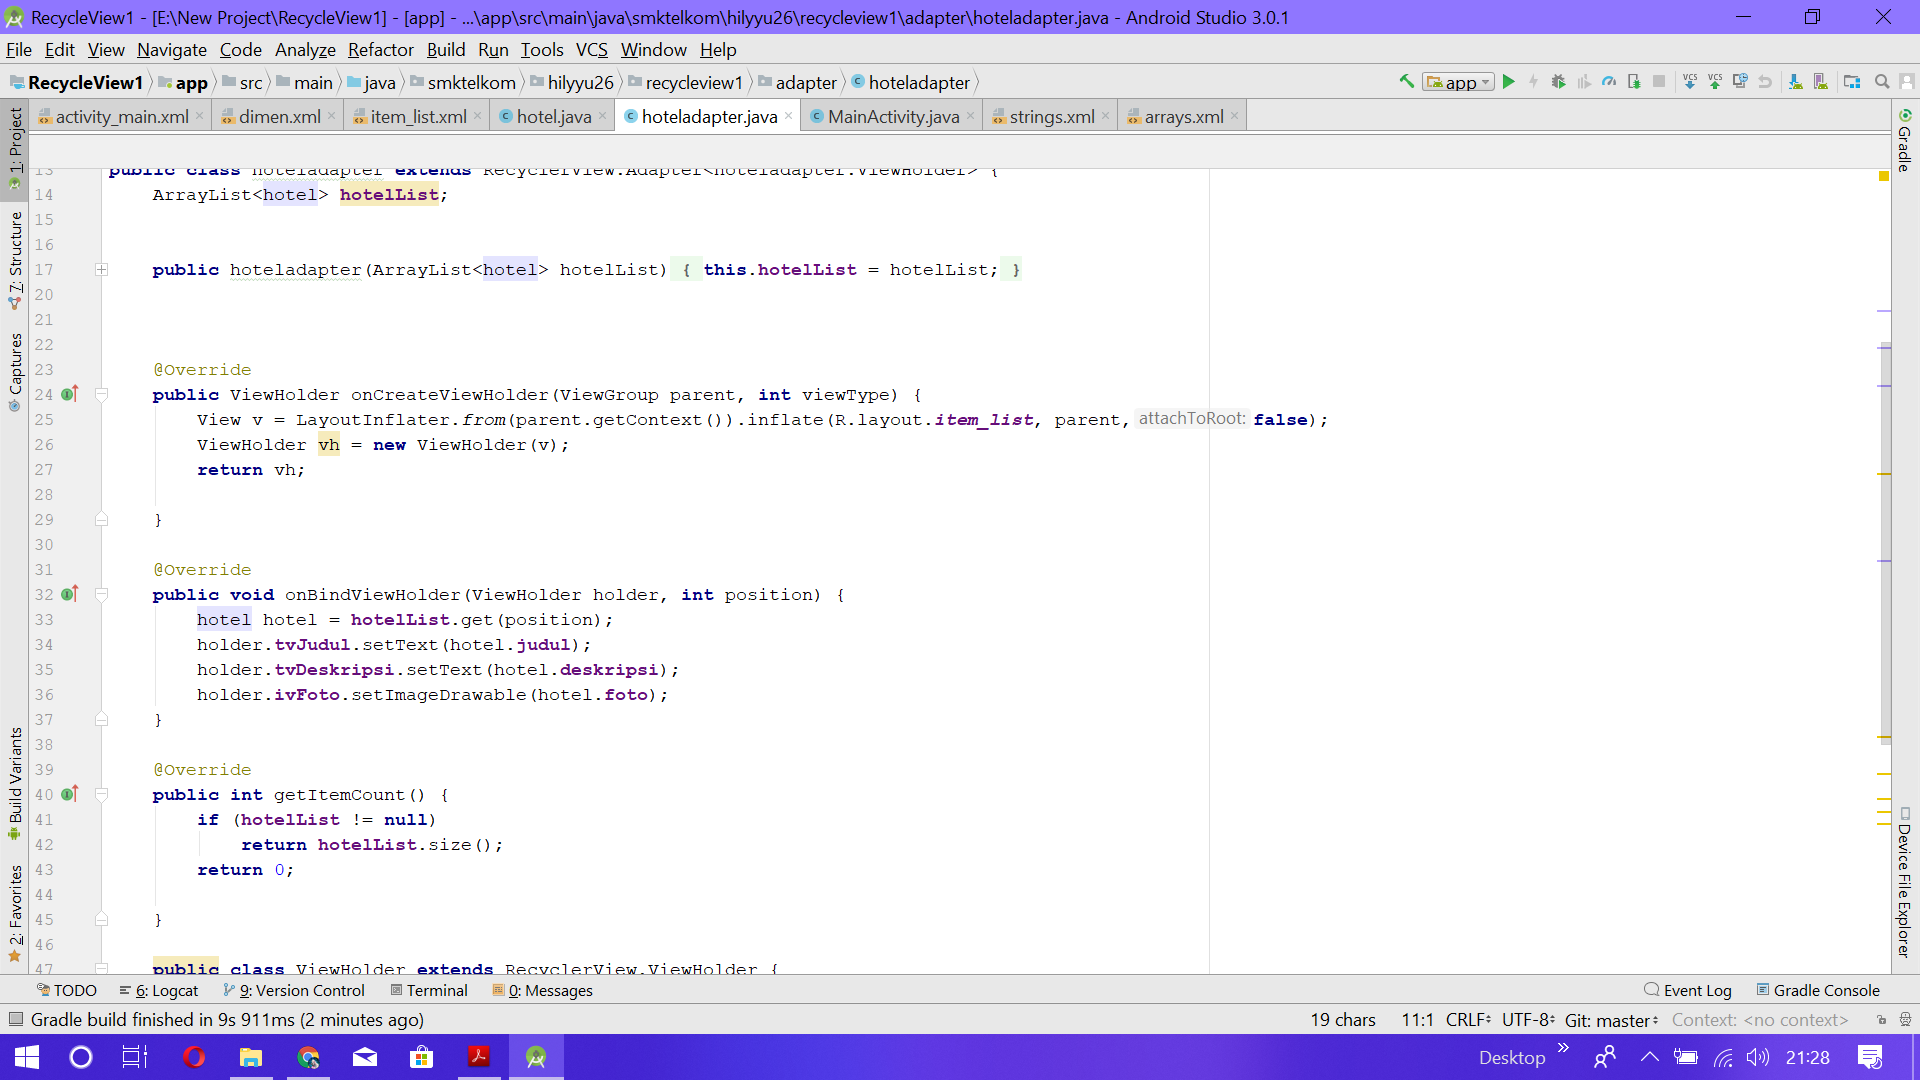 RecycleView1 - [E:\New Project\RecycleView1] - [app] - ...\app\src\main\java\smktelkom\hilyyu26\recycleview1\adapter\hoteladapter.java - Android Studio 3.0.1
File Edit View Navigate Code Analyze Refactor Build Run Tools VCS Window Help
RecycleView1 app src main java smktelkom hilyyu26 recycleview1 adapter hoteladapter app VCS VCS
activity_main.xml dimen.xml item_list.xml hotel.java hoteladapter.java MainActivity.java strings.xml arrays.xml
1: Project
7: Structure
Captures
Build Variants
2: Favorites
13 public class hoteladapter extends RecyclerView.Adapter<hoteladapter.ViewHolder> {
14 ArrayList<hotel> hotelList;
15
16
17 public hoteladapter(ArrayList<hotel> hotelList) { this.hotelList = hotelList; }
20
21
22
23 @Override
24 public ViewHolder onCreateViewHolder(ViewGroup parent, int viewType) {
25 View v = LayoutInflater.from(parent.getContext()).inflate(R.layout.item_list, parent, attachToRoot: false);
26 ViewHolder vh = new ViewHolder(v);
27 return vh;
28
29 }
30
31 @Override
32 public void onBindViewHolder(ViewHolder holder, int position) {
33 hotel hotel = hotelList.get(position);
34 holder.tvJudul.setText(hotel.judul);
35 holder.tvDeskripsi.setText(hotel.deskripsi);
36 holder.ivFoto.setImageDrawable(hotel.foto);
37 }
38
39 @Override
40 public int getItemCount() {
41 if (hotelList != null)
42 return hotelList.size();
43 return 0;
44
45 }
46
47 public class ViewHolder extends RecyclerView.ViewHolder {
Gradle
Device File Explorer
TODO 6: Logcat 9: Version Control Terminal 0: Messages Event Log Gradle Console
Gradle build finished in 9s 911ms (2 minutes ago) 19 chars 11:1 CRLF UTF-8 Git: master Context: <no context>
Desktop 21:28